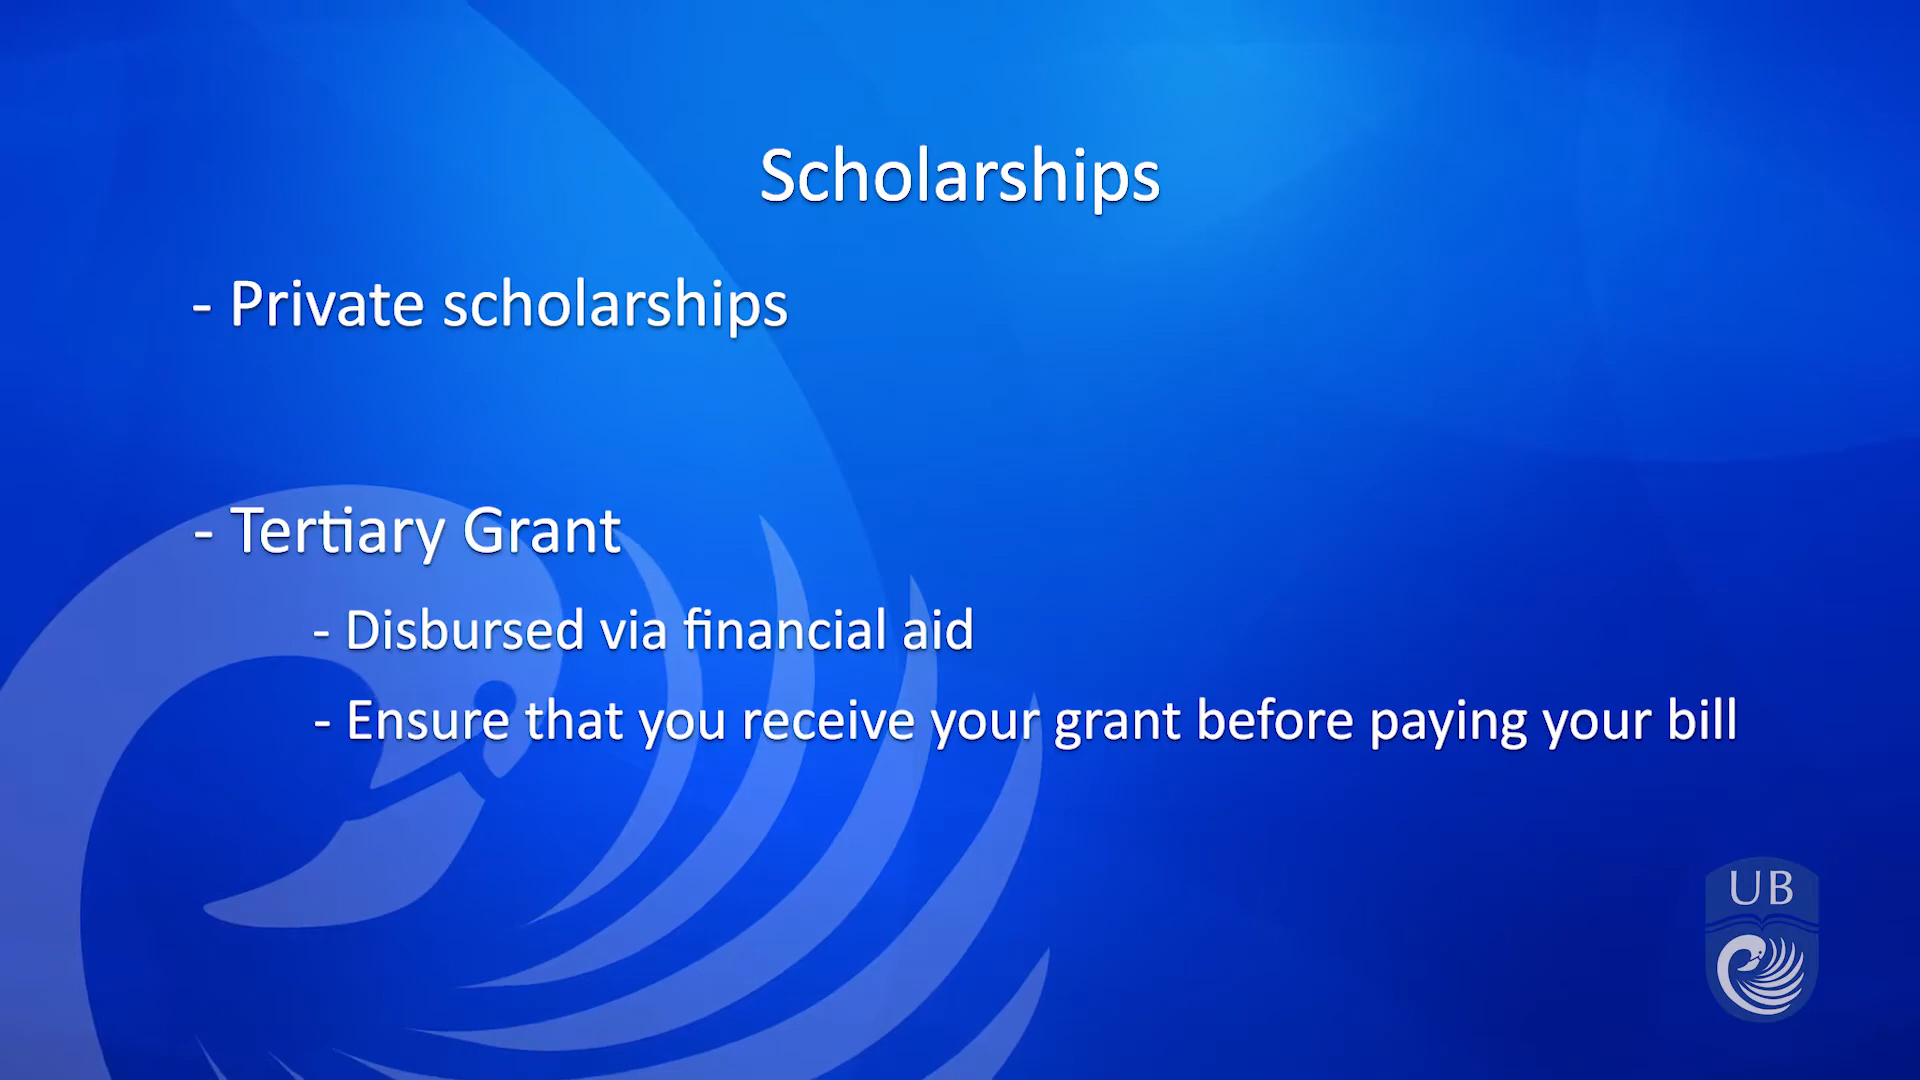 Scholarships
- Private scholarships
- Tertiary Grant
- Disbursed via financial aid
- Ensure that you receive your grant before paying your bill
UB